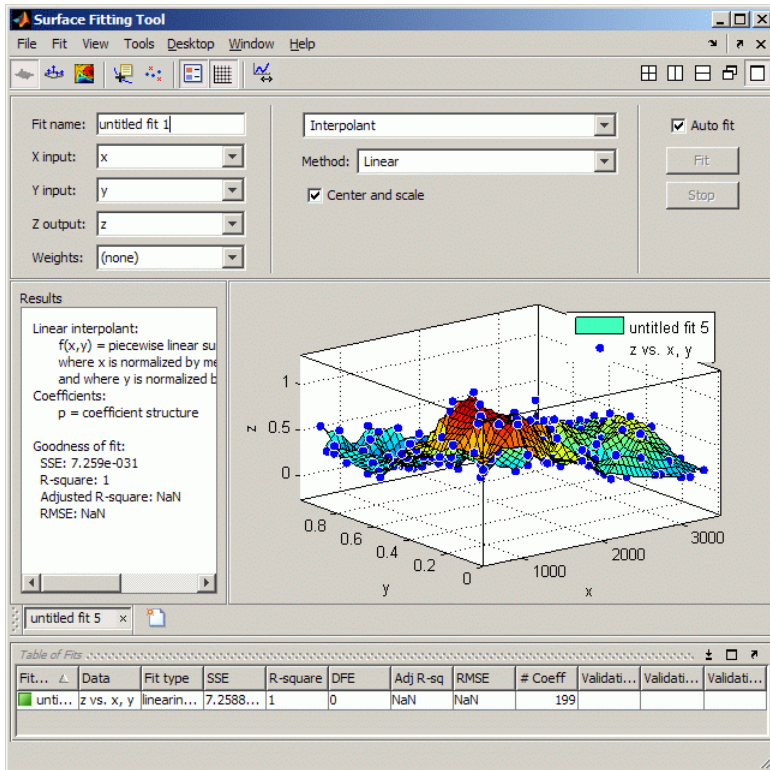 Surface Fitting Tool
File Fit View Tools Desktop Window Help
Fit name: untitled fit 1
X input: x
Y input: y
Z output: z
Weights: (none)
Interpolant
Method: Linear
Center and scale
Auto fit
Fit
Stop
Results
Linear interpolant:
f(x,y) = piecewise linear su
where x is normalized by me
and where y is normalized b
Coefficients:
p = coefficient structure
Goodness of fit:
SSE: 7.259e-031
R-square: 1
Adjusted R-square: NaN
RMSE: NaN
untitled fit 5
z vs. x, y
1
0.5
0
z
0.8
0.6
0.4
0.2
0
y
1000
2000
3000
x
untitled fit 5
Table of Fits
Fit... Data Fit type SSE R-square DFE Adj R-sq RMSE # Coeff Validati... Validati... Validati...
unti... z vs. x, y linearin... 7.2588... 1 0 NaN NaN 199